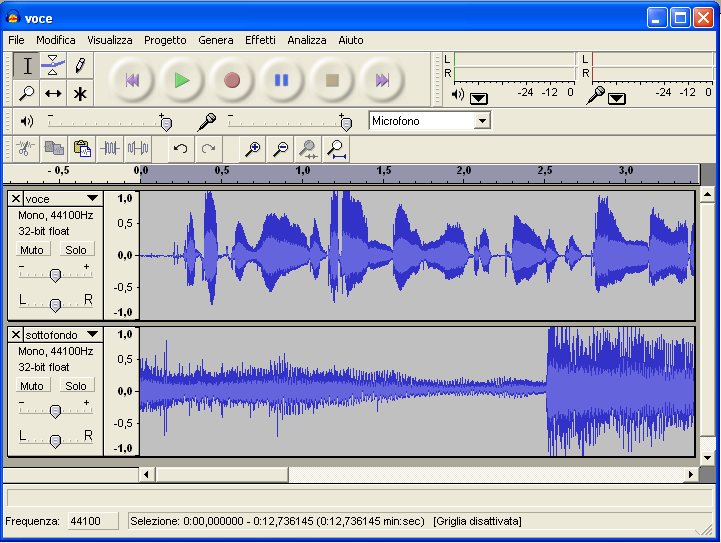 voce
File Modifica Visualizza Progetto Genera Effetti Analizza Aiuto
L
R
-24 -12 0
L
R
-24 -12 0
- + - + Microfono
- 0,5 0,0 0,5 1,0 1,5 2,0 2,5 3,0
voce
Mono, 44100Hz
32-bit float
Muto Solo
- +
L R
1,0
0,5
0,0
-0,5
-1,0
sottofondo
Mono, 44100Hz
32-bit float
Muto Solo
- +
L R
1,0
0,5
0,0
-0,5
-1,0
Frequenza: 44100 Selezione: 0:00,000000 - 0:12,736145 (0:12,736145 min:sec) [Griglia disattivata]